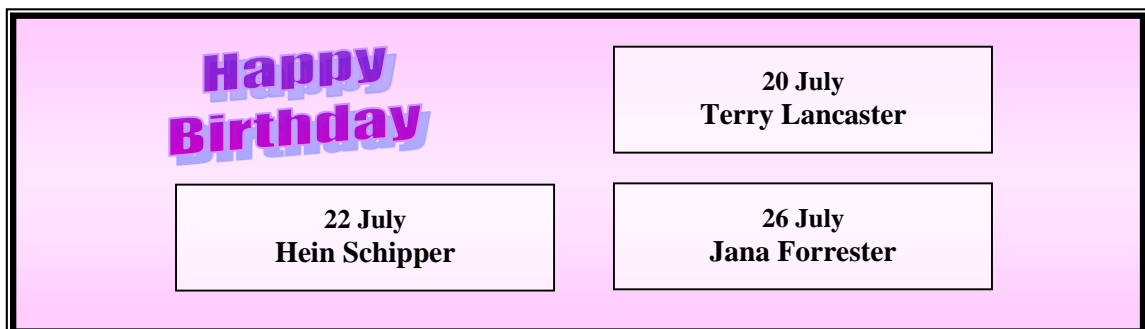 Happy
Birthday
20 July
Terry Lancaster
22 July
Hein Schipper
26 July
Jana Forrester